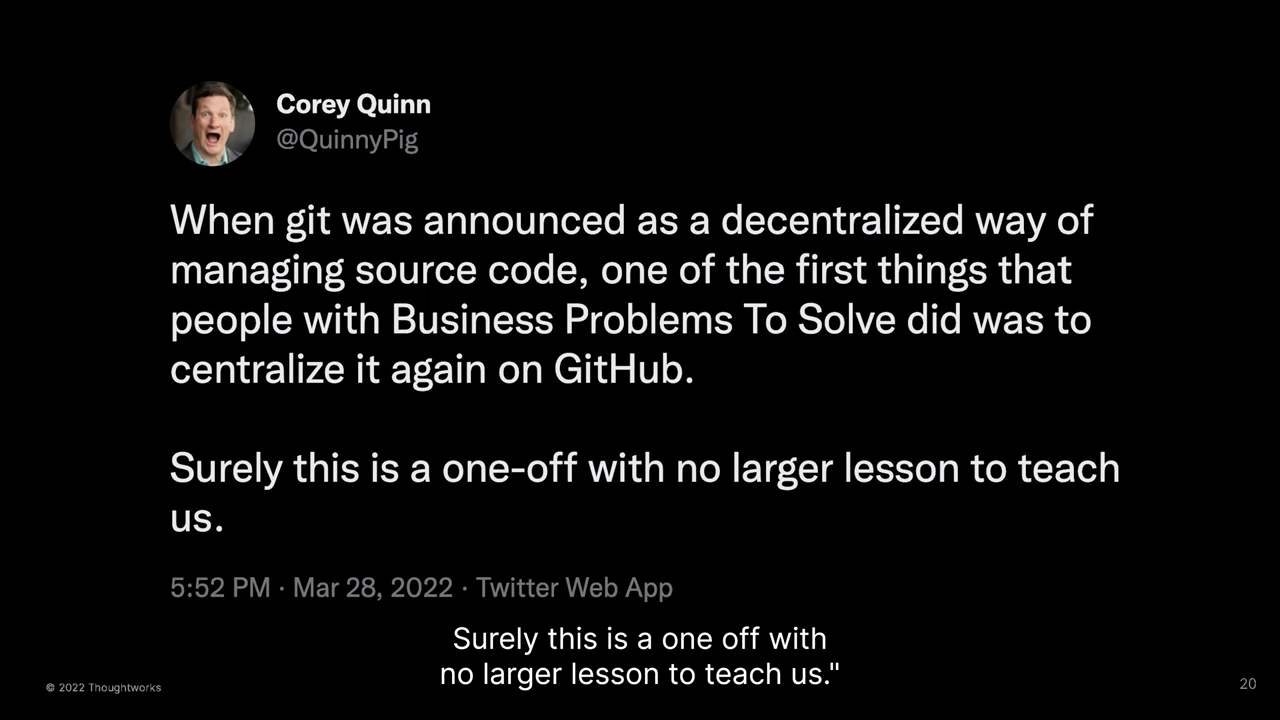 Corey Quinn
@QuinnyPig
When git was announced as a decentralized way of
managing source code, one of the first things that
people with Business Problems To Solve did was to
centralize it again on GitHub.
Surely this is a one-off with no larger lesson to teach
us.
5:52 PM · Mar 28, 2022 · Twitter Web App
Surely this is a one off with
no larger lesson to teach us."
© 2022 Thoughtworks
20